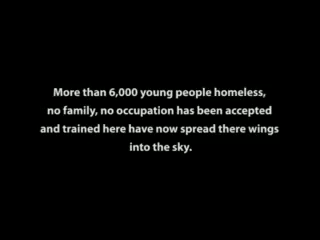 More than 6,000 young people homeless,
no family, no occupation has been accepted
and trained here have now spread there wings
into the sky.